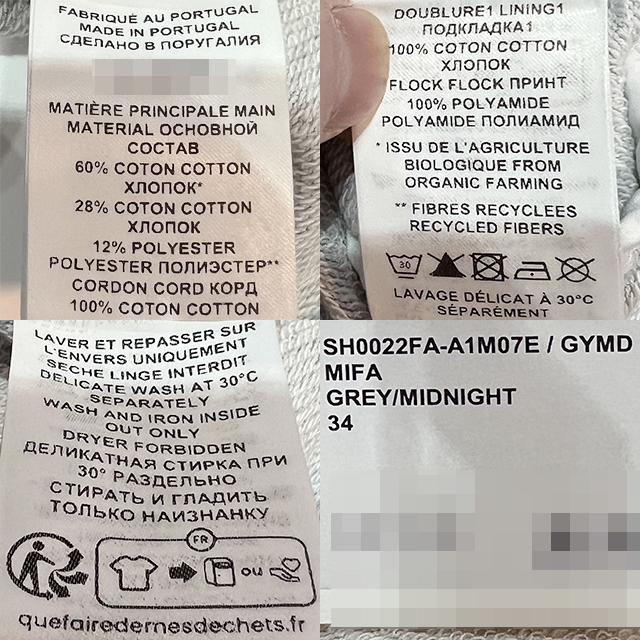 FABRIQUÉ AU PORTUGAL
MADE IN PORTUGAL
СДЕЛАНО В ПОРУГАЛИЯ
MATIÈRE PRINCIPALE MAIN
MATERIAL ОСНОВНОЙ
СОСТАВ
60% COTON COTTON
ХЛОПОК*
28% COTON COTTON
ХЛОПОК
12% POLYESTER
POLYESTER ПОЛИЭСТЕР**
CORDON CORD КОРД
100% COTON COTTON
DOUBLURE1 LINING1
ПОДКЛАДКА1
100% COTON COTTON
ХЛОПОК
FLOCK FLOCK ПРИНТ
100% POLYAMIDE
POLYAMIDE ПОЛИАМИД
* ISSU DE L'AGRICULTURE
BIOLOGIQUE FROM
ORGANIC FARMING
** FIBRES RECYCLEES
RECYCLED FIBERS
30
LAVAGE DÉLICAT À 30°C
SÉPARÉMENT
LAVER ET REPASSER SUR
L'ENVERS UNIQUEMENT
SECHE LINGE INTERDIT
DELICATE WASH AT 30°C
SEPARATELY
WASH AND IRON INSIDE
OUT ONLY
DRYER FORBIDDEN
ДЕЛИКАТНАЯ СТИРКА ПРИ
30° РАЗДЕЛЬНО
СТИРАТЬ И ГЛАДИТЬ
ТОЛЬКО НАИЗНАНКУ
FR
ou
quefairedemesdechets.fr
SH0022FA-A1M07E / GYMD
MIFA
GREY/MIDNIGHT
34